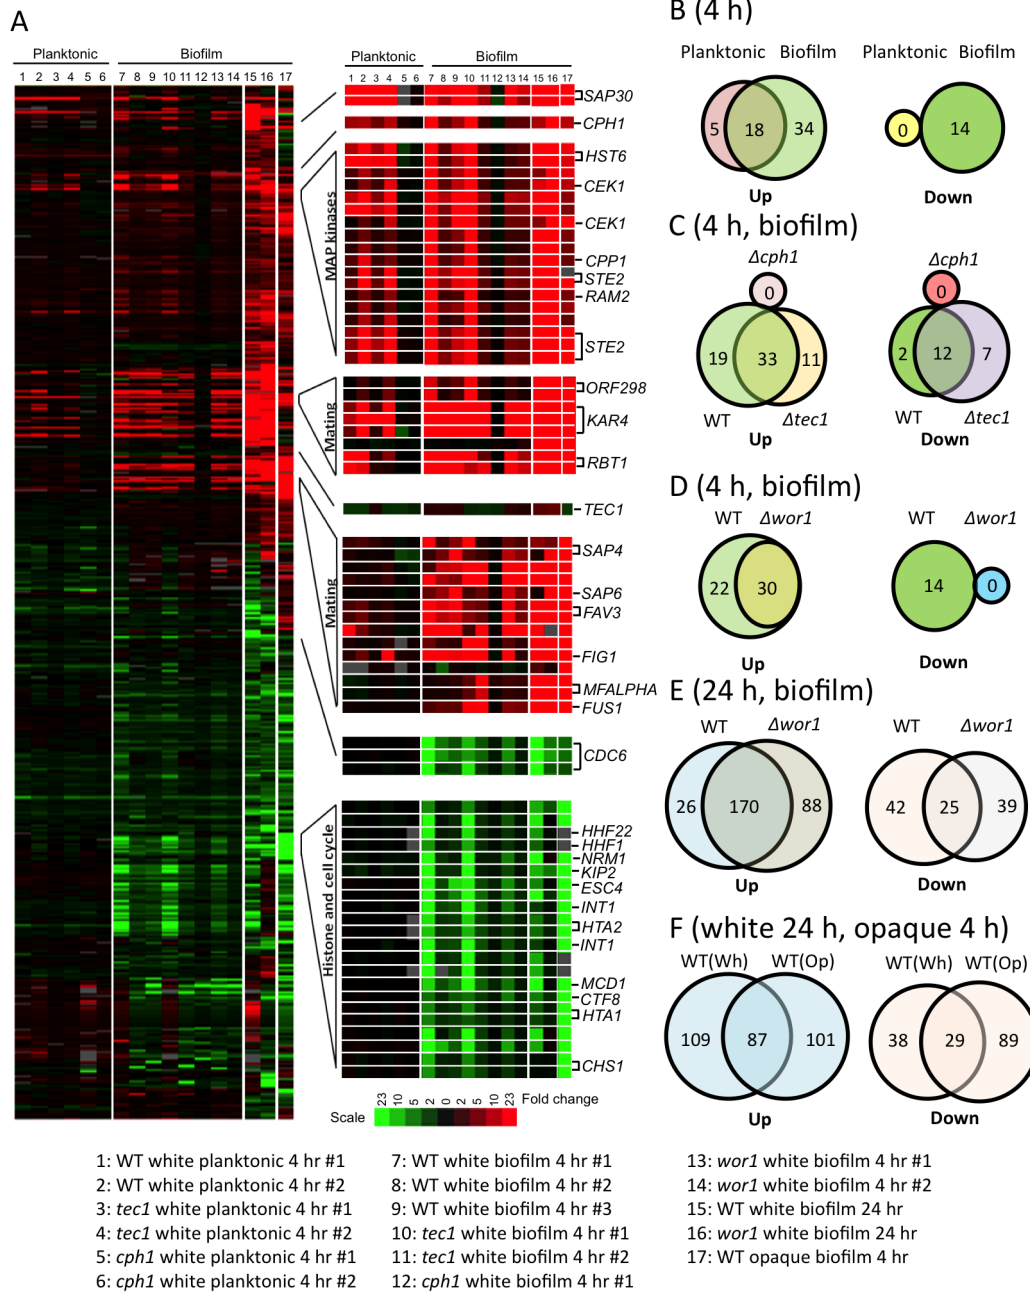 A
Planktonic Biofilm
1 2 3 4 5 6 7 8 9 10 11 12 13 14 15 16 17
Planktonic Biofilm
1 2 3 4 5 6 7 8 9 10 11 12 13 14 15 16 17
SAP30
CPH1
MAP kinases
HST6
CEK1
CEK1
CPP1
STE2
RAM2
STE2
Mating
ORF298
KAR4
RBT1
TEC1
Mating
SAP4
SAP6
FAV3
FIG1
MFALPHA
FUS1
CDC6
Histone and cell cycle
HHF22
HHF1
NRM1
KIP2
ESC4
INT1
HTA2
INT1
MCD1
CTF8
HTA1
CHS1
Scale 23 10 5 2 0 2 5 10 23 Fold change
B (4 h)
Planktonic Biofilm Planktonic Biofilm
5 18 34 0 14
Up Down
C (4 h, biofilm)
Δcph1 Δcph1
0 0
19 33 11 2 12 7
WT Δtec1 WT Δtec1
Up Down
D (4 h, biofilm)
WT Δwor1 WT Δwor1
22 30 14 0
Up Down
E (24 h, biofilm)
WT Δwor1 WT Δwor1
26 170 88 42 25 39
Up Down
F (white 24 h, opaque 4 h)
WT(Wh) WT(Op) WT(Wh) WT(Op)
109 87 101 38 29 89
Up Down
1: WT white planktonic 4 hr #1
2: WT white planktonic 4 hr #2
3: tec1 white planktonic 4 hr #1
4: tec1 white planktonic 4 hr #2
5: cph1 white planktonic 4 hr #1
6: cph1 white planktonic 4 hr #2
7: WT white biofilm 4 hr #1
8: WT white biofilm 4 hr #2
9: WT white biofilm 4 hr #3
10: tec1 white biofilm 4 hr #1
11: tec1 white biofilm 4 hr #2
12: cph1 white biofilm 4 hr #1
13: wor1 white biofilm 4 hr #1
14: wor1 white biofilm 4 hr #2
15: WT white biofilm 24 hr
16: wor1 white biofilm 24 hr
17: WT opaque biofilm 4 hr